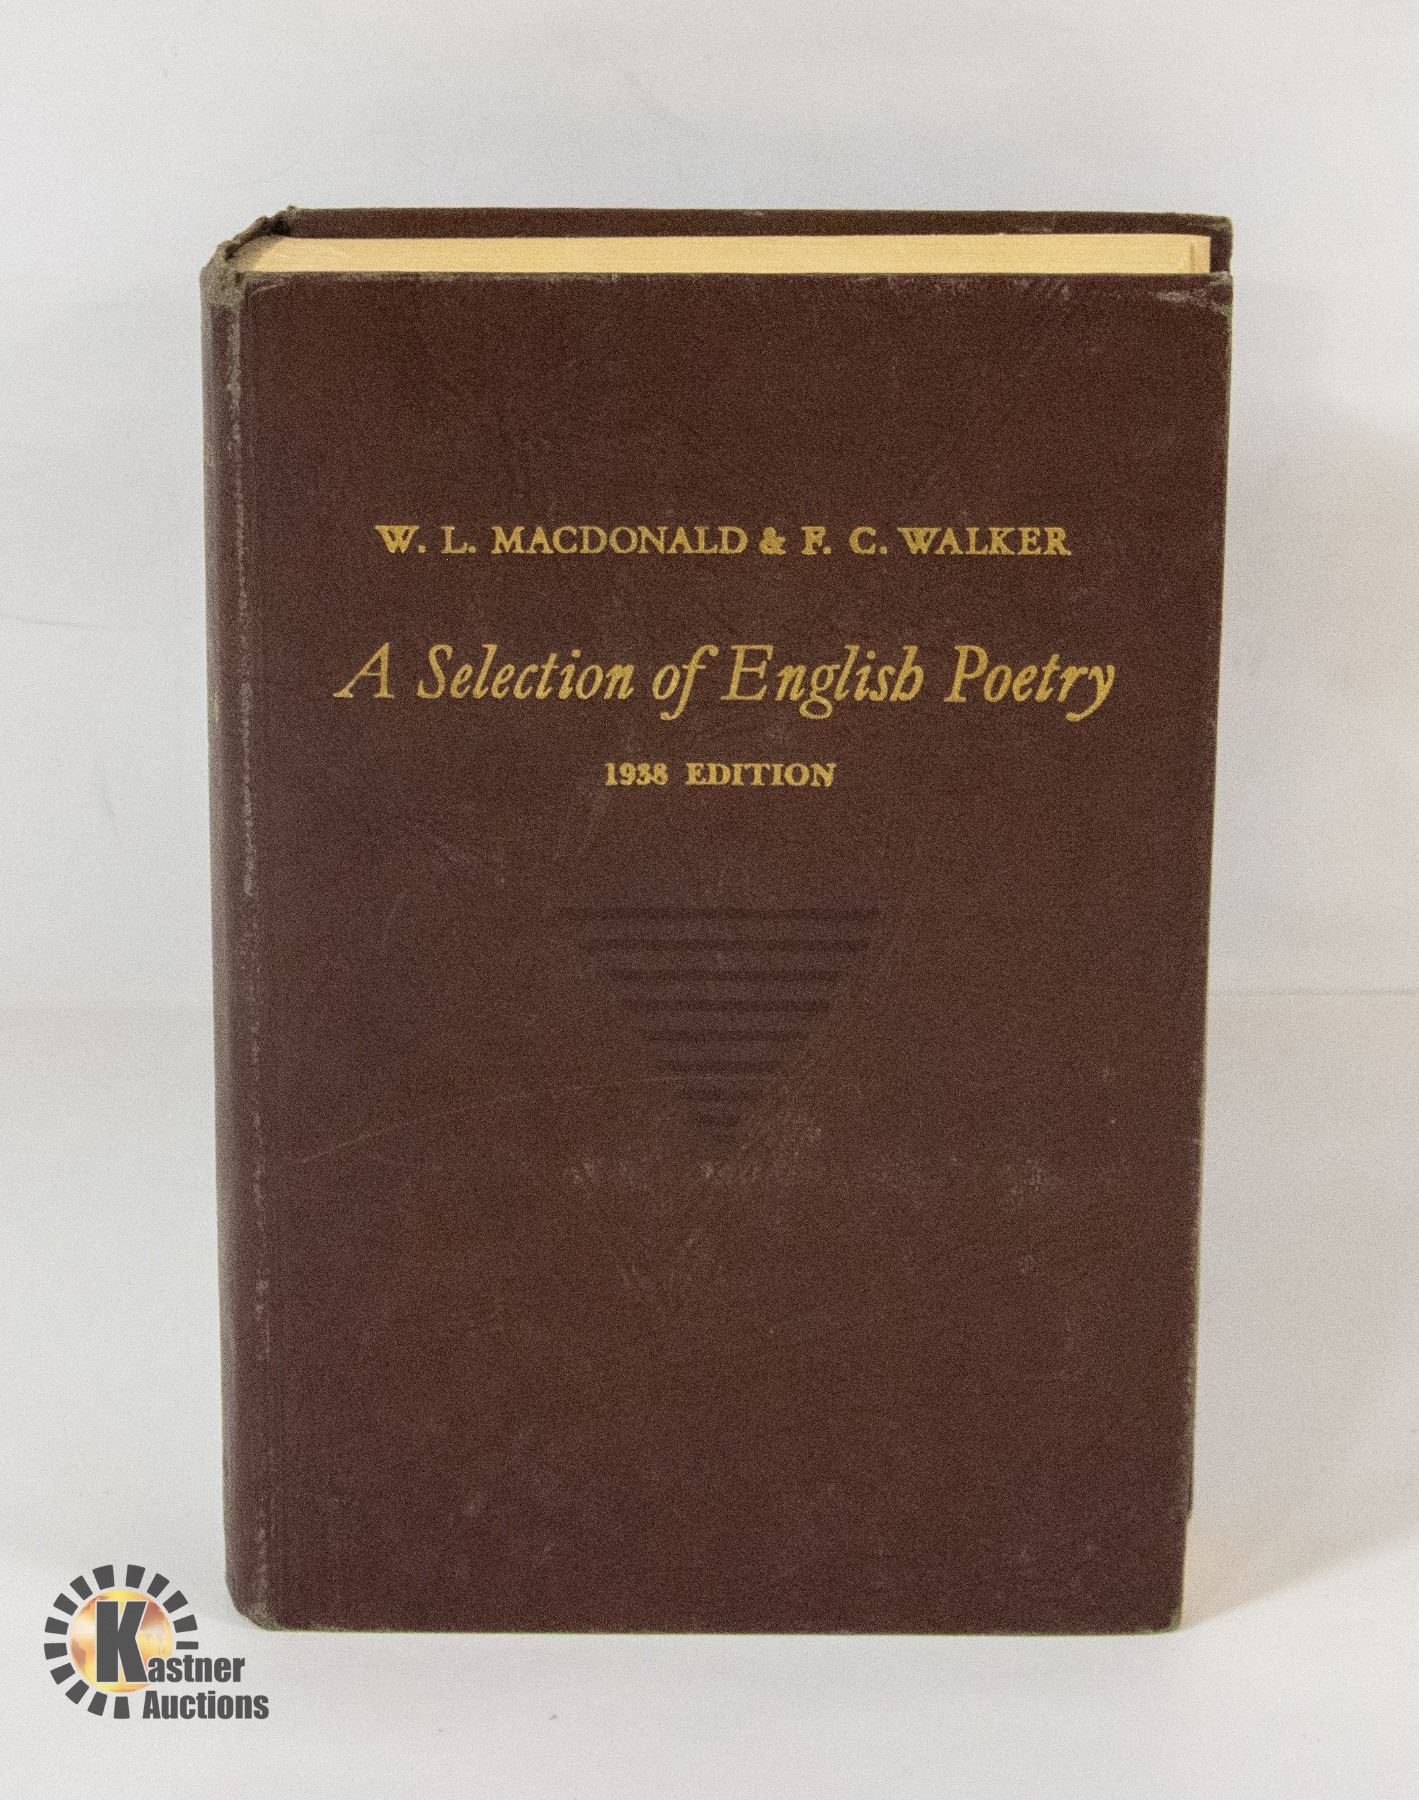 W. L. MACDONALD & F. C. WALKER
A Selection of English Poetry
1938 EDITION
Kastner
Auctions